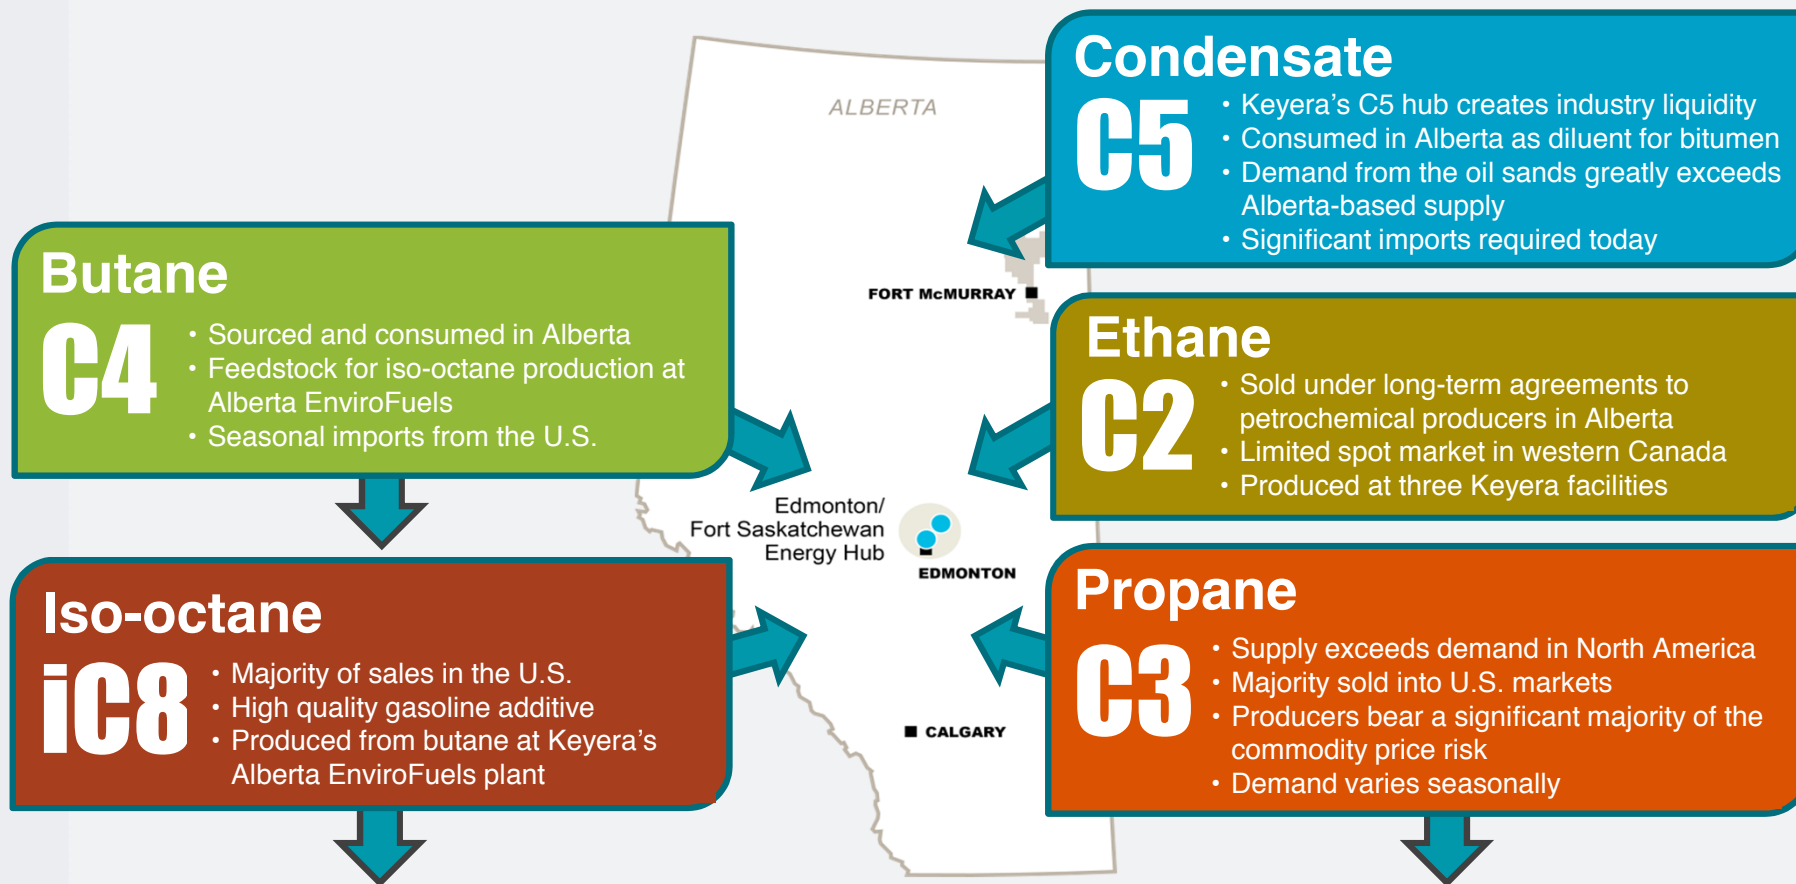 ALBERTA
Condensate
C5
• Keyera’s C5 hub creates industry liquidity
• Consumed in Alberta as diluent for bitumen
• Demand from the oil sands greatly exceeds
Alberta-based supply
• Significant imports required today
FORT McMURRAY
Butane
C4
• Sourced and consumed in Alberta
• Feedstock for iso-octane production at
Alberta EnviroFuels
• Seasonal imports from the U.S.
Ethane
C2
• Sold under long-term agreements to
petrochemical producers in Alberta
• Limited spot market in western Canada
• Produced at three Keyera facilities
Edmonton/
Fort Saskatchewan
Energy Hub
EDMONTON
Iso-octane
iC8
• Majority of sales in the U.S.
• High quality gasoline additive
• Produced from butane at Keyera’s
Alberta EnviroFuels plant
Propane
C3
• Supply exceeds demand in North America
• Majority sold into U.S. markets
• Producers bear a significant majority of the
commodity price risk
• Demand varies seasonally
CALGARY